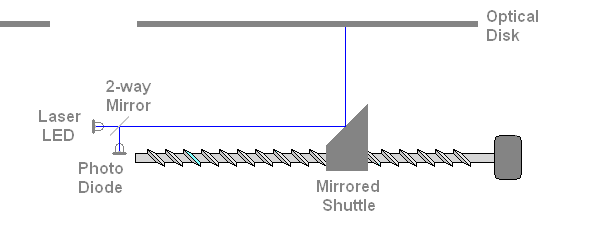 Optical
Disk
2-way
Mirror
Laser
LED
Photo
Diode
Mirrored
Shuttle